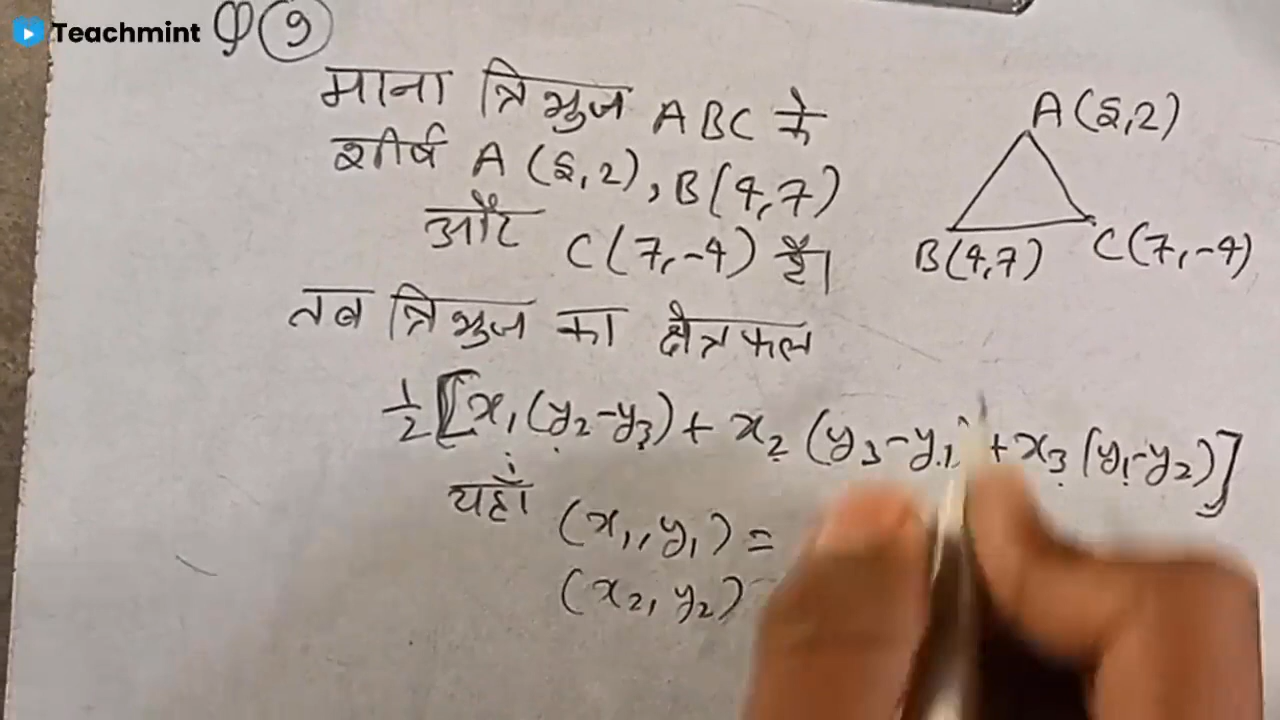 Teachmint
Q (9)
माना त्रिभुज ABC के
शीर्ष A (5,2), B(4,7)
और C(7,-4) है।
A(5,2)
B(4,7) C(7,-4)
तब त्रिभुज का क्षेत्रफल
1/2 [x₁(y₂-y₃)+ x₂(y₃-y₁)+x₃(y₁-y₂)]
यहाँ (x₁,y₁)=
(x₂,y₂)